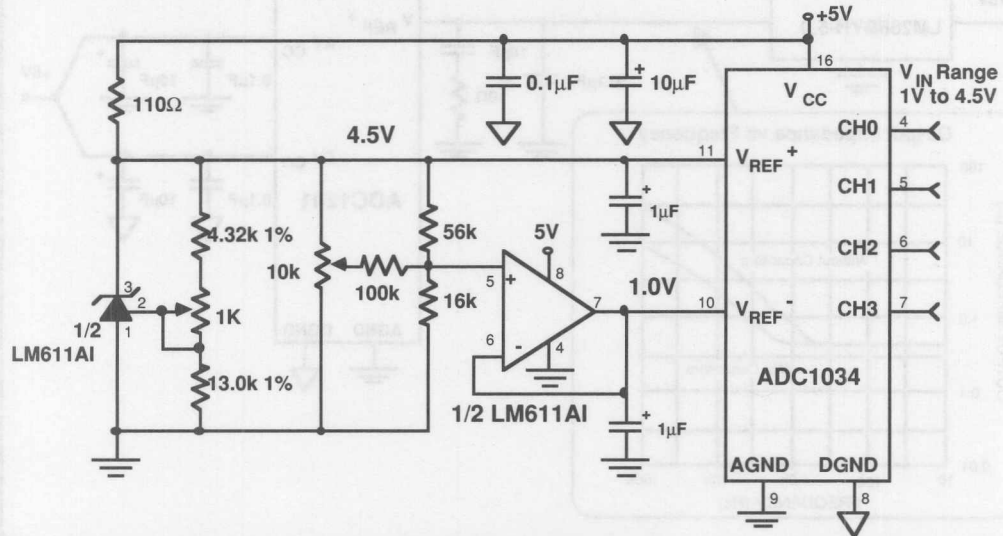 +5V
16
V_CC
V_IN Range
1V to 4.5V
110Ω
0.1µF
+
10µF
CH0
4
4.5V
11
V_REF +
CH1
5
+
1µF
4.32k 1%
56k
CH2
6
10k
100k
5V
5
+
8
3
2
1K
16k
7
1.0V
10
V_REF -
CH3
7
1/2
LM611AI
1
6
-
4
13.0k 1%
ADC1034
1/2 LM611AI
+
1µF
AGND
DGND
9
8